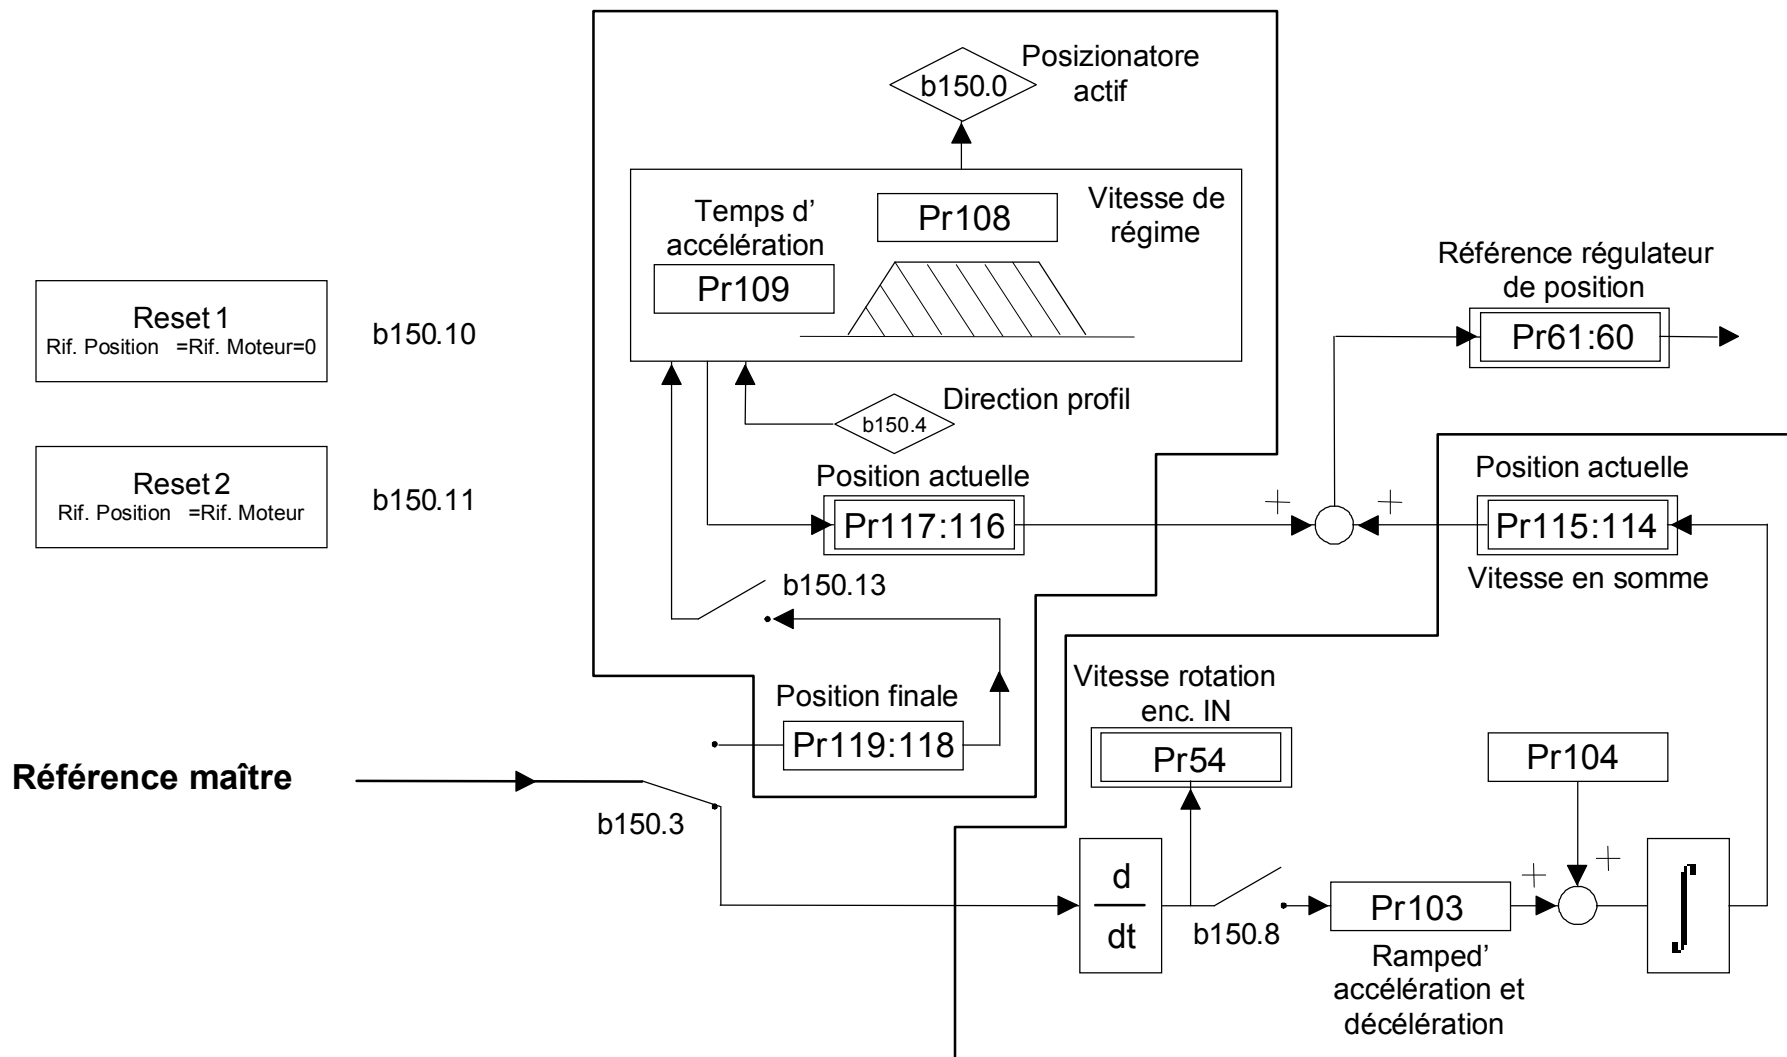 Posizionatore
actif
b150.0
Temps d'
accélération
Pr108
Vitesse de
régime
Pr109
Référence régulateur
de position
Pr61:60
Reset 1
Rif. Position =Rif. Moteur=0
b150.10
Direction profil
b150.4
Reset 2
Rif. Position =Rif. Moteur
b150.11
Position actuelle
Pr117:116
+
+
Position actuelle
Pr115:114
Vitesse en somme
b150.13
Position finale
Pr119:118
Vitesse rotation
enc. IN
Pr54
Pr104
Référence maître
b150.3
d
dt
b150.8
Pr103
+
+
∫
Ramped'
accélération et
décélération